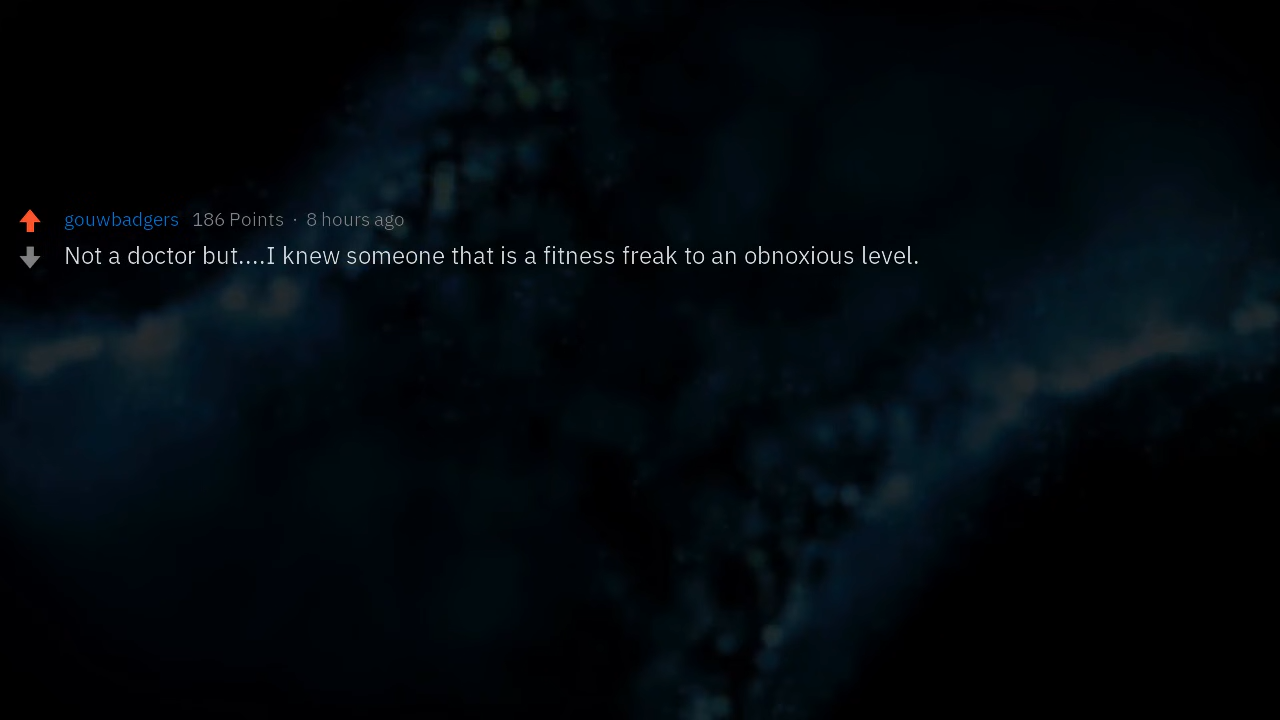 gouwbadgers 186 Points · 8 hours ago
Not a doctor but....I knew someone that is a fitness freak to an obnoxious level.